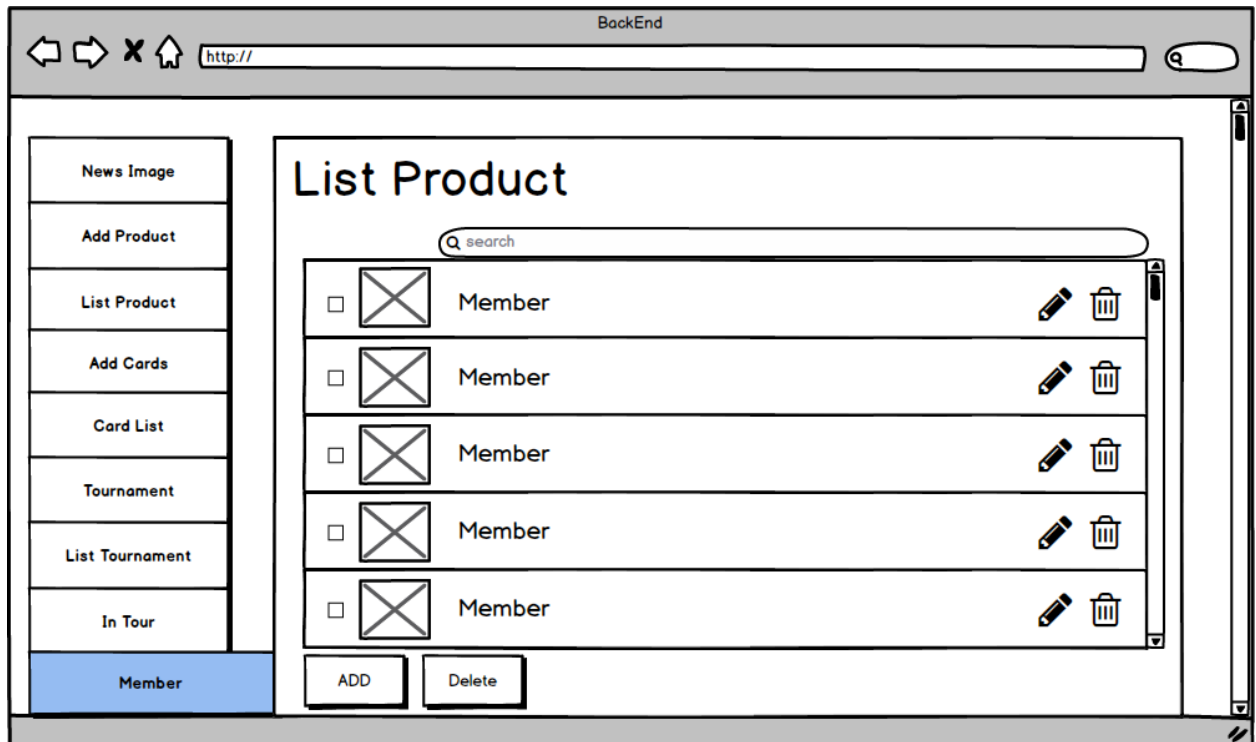 BackEnd
http://
News Image
Add Product
List Product
Add Cards
Card List
Tournament
List Tournament
In Tour
Member
List Product
search
Member
Member
Member
Member
Member
ADD
Delete